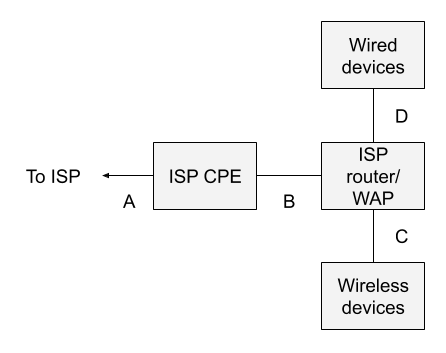 Wired
devices
D
To ISP
ISP CPE
ISP
router/
WAP
A
B
C
Wireless
devices